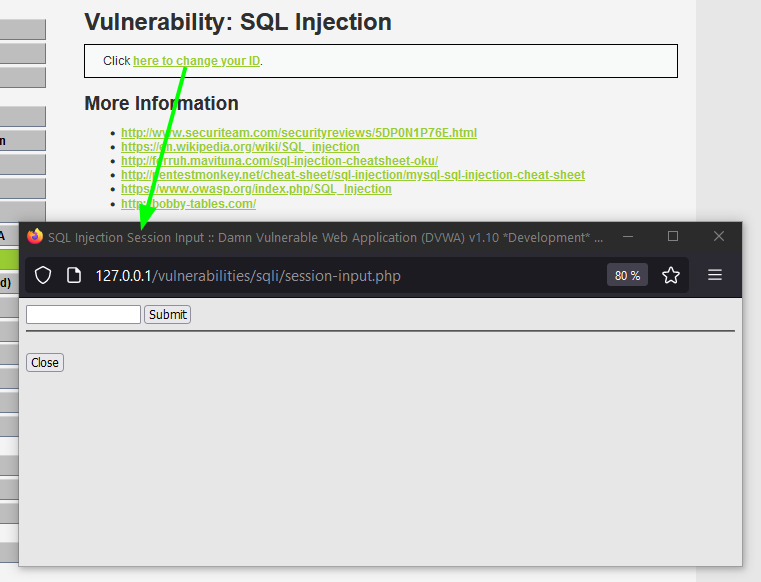 Vulnerability: SQL Injection
Click here to change your ID.
More Information
http://www.securiteam.com/securityreviews/5DP0N1P76E.html
https://en.wikipedia.org/wiki/SQL_injection
http://ferruh.mavituna.com/sql-injection-cheatsheet-oku/
http://pentestmonkey.net/cheat-sheet/sql-injection/mysql-sql-injection-cheat-sheet
https://www.owasp.org/index.php/SQL_Injection
http://bobby-tables.com/
m
A
d)
SQL Injection Session Input :: Damn Vulnerable Web Application (DVWA) v1.10 *Development* ...
127.0.0.1/vulnerabilities/sqli/session-input.php
80 %
Submit
Close